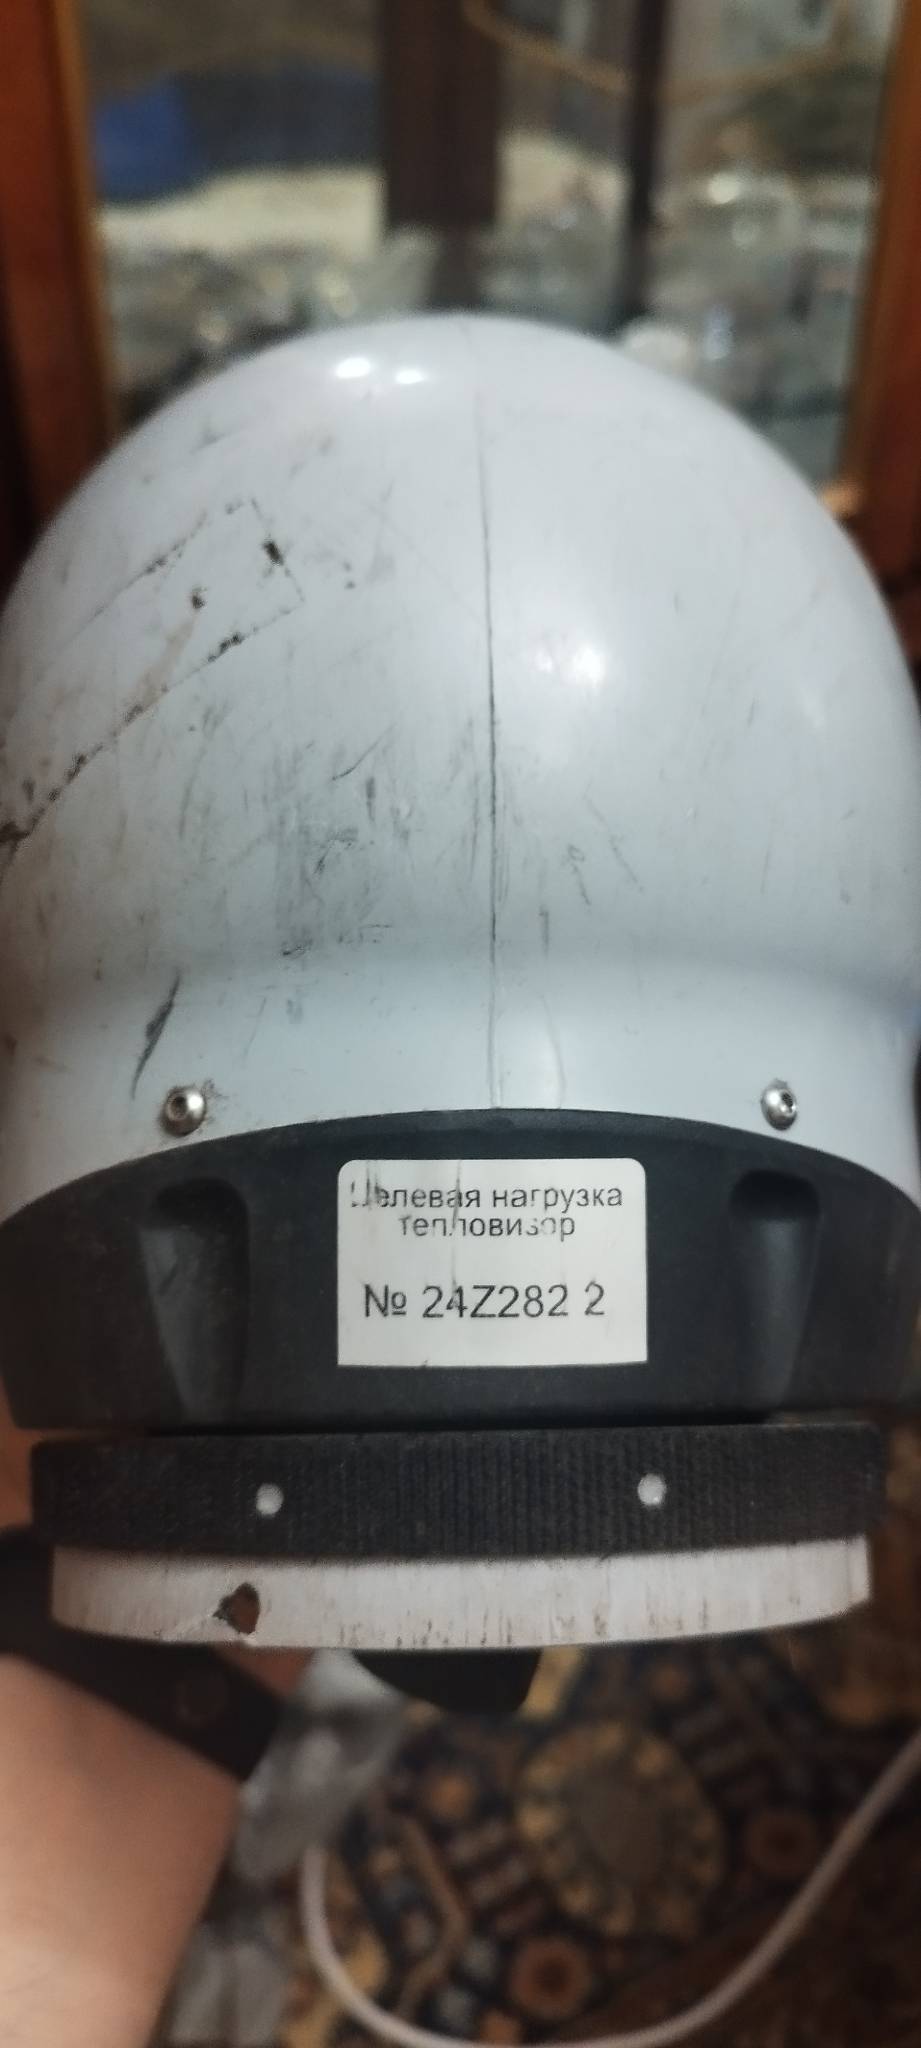 Целевая нагрузка
тепловизор
№ 24Z282 2